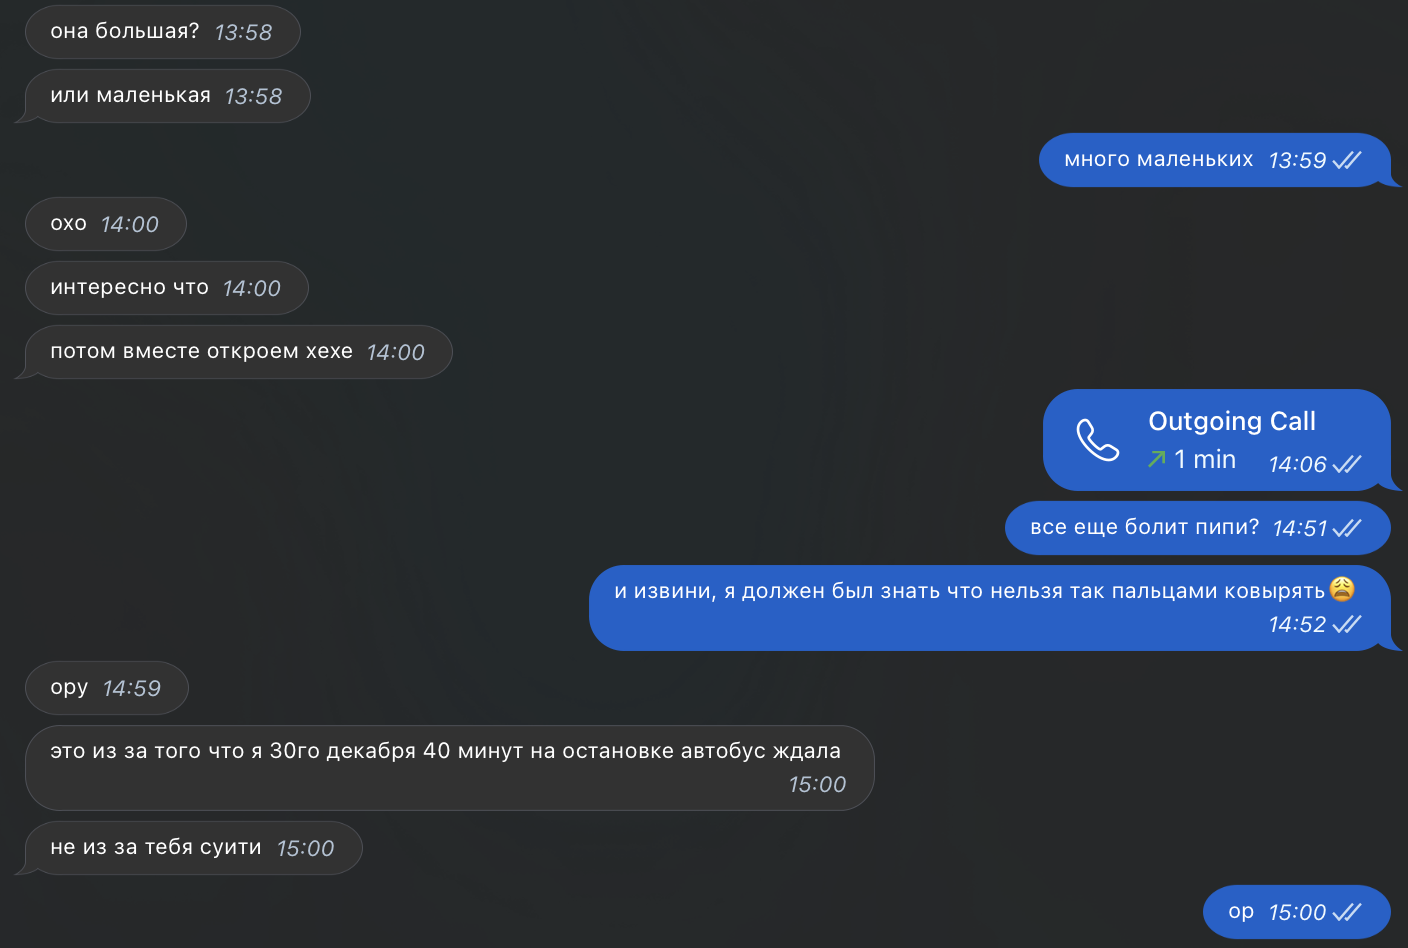 она большая? 13:58
или маленькая 13:58
много маленьких 13:59
охо 14:00
интересно что 14:00
потом вместе откроем хехе 14:00
Outgoing Call
1 min 14:06
все еще болит пипи? 14:51
и извини, я должен был знать что нельзя так пальцами ковырять😩
14:52
ору 14:59
это из за того что я 30го декабря 40 минут на остановке автобус ждала
15:00
не из за тебя суити 15:00
ор 15:00